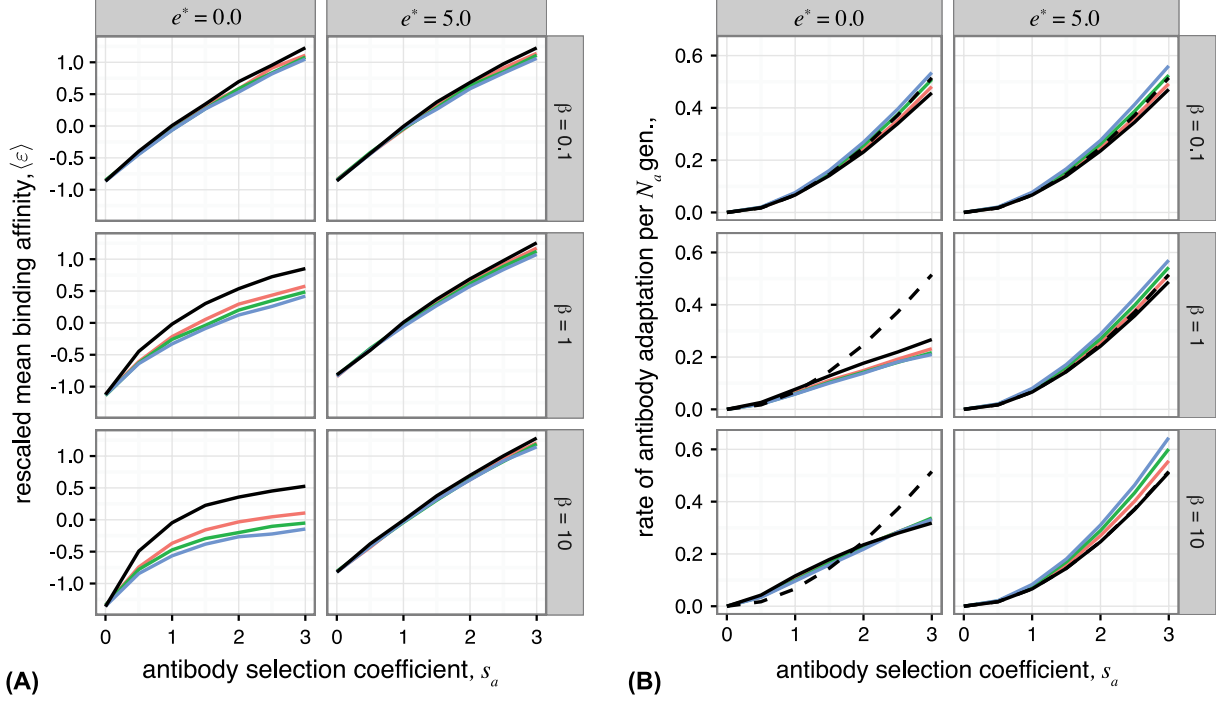 e* = 0.0
e* = 5.0
rescaled mean binding affinity, ⟨ε⟩
1.0
0.5
0.0
-0.5
-1.0
β = 0.1
1.0
0.5
0.0
-0.5
-1.0
β = 1
1.0
0.5
0.0
-0.5
-1.0
β = 10
0 1 2 3
0 1 2 3
antibody selection coefficient, s_a
(A)
e* = 0.0
e* = 5.0
rate of antibody adaptation per N_a gen.,
0.6
0.4
0.2
0.0
β = 0.1
0.6
0.4
0.2
0.0
β = 1
0.6
0.4
0.2
0.0
β = 10
0 1 2 3
0 1 2 3
antibody selection coefficient, s_a
(B)